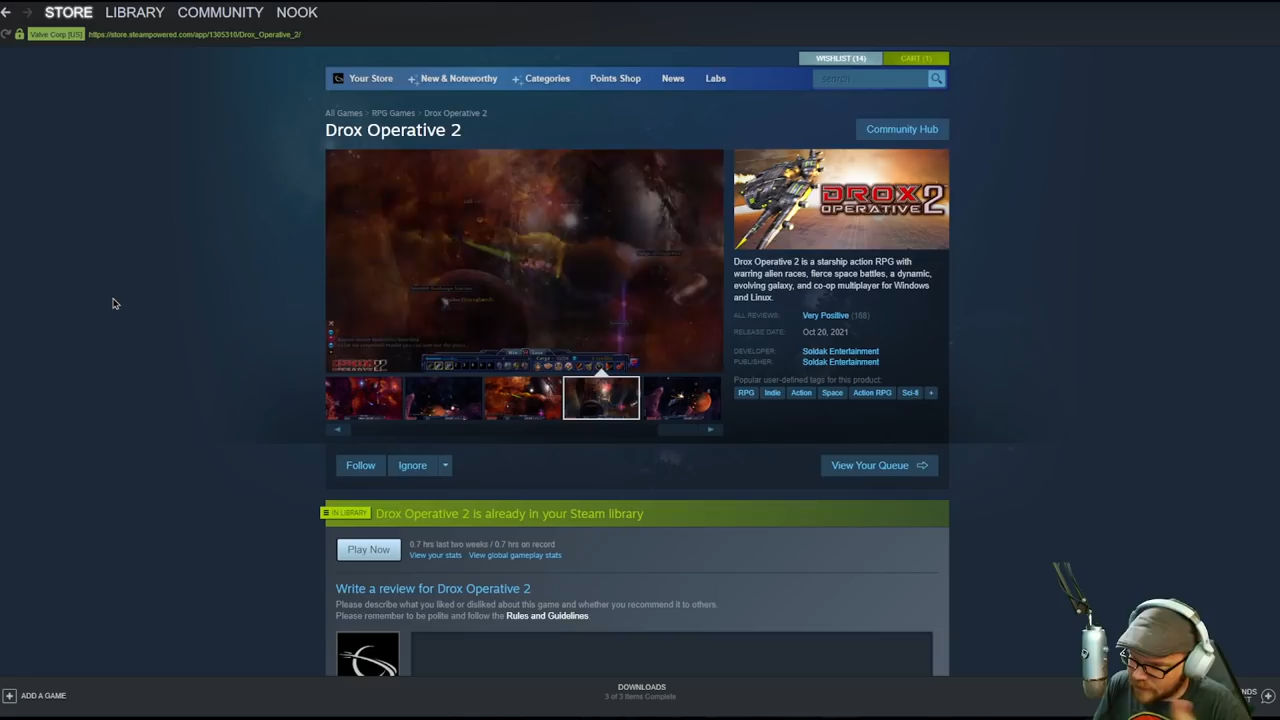 STORE LIBRARY COMMUNITY NOOK
Valve Corp [US] https://store.steampowered.com/app/1305310/Drox_Operative_2/
WISHLIST (14) CART (1)
Your Store New & Noteworthy Categories Points Shop News Labs search
All Games > RPG Games > Drox Operative 2
Drox Operative 2
Community Hub
DROX
OPERATIVE 2
Drox Operative 2 is a starship action RPG with
warring alien races, fierce space battles, a dynamic,
evolving galaxy, and co-op multiplayer for Windows
and Linux.
ALL REVIEWS: Very Positive (168)
RELEASE DATE: Oct 20, 2021
DEVELOPER: Soldak Entertainment
PUBLISHER: Soldak Entertainment
Popular user-defined tags for this product:
RPG Indie Action Space Action RPG Sci-fi +
Follow Ignore View Your Queue
IN LIBRARY Drox Operative 2 is already in your Steam library
Play Now 0.7 hrs last two weeks / 0.7 hrs on record
View your stats View global gameplay stats
Write a review for Drox Operative 2
Please describe what you liked or disliked about this game and whether you recommend it to others.
Please remember to be polite and follow the Rules and Guidelines.
ADD A GAME
DOWNLOADS
3 of 3 Items Complete